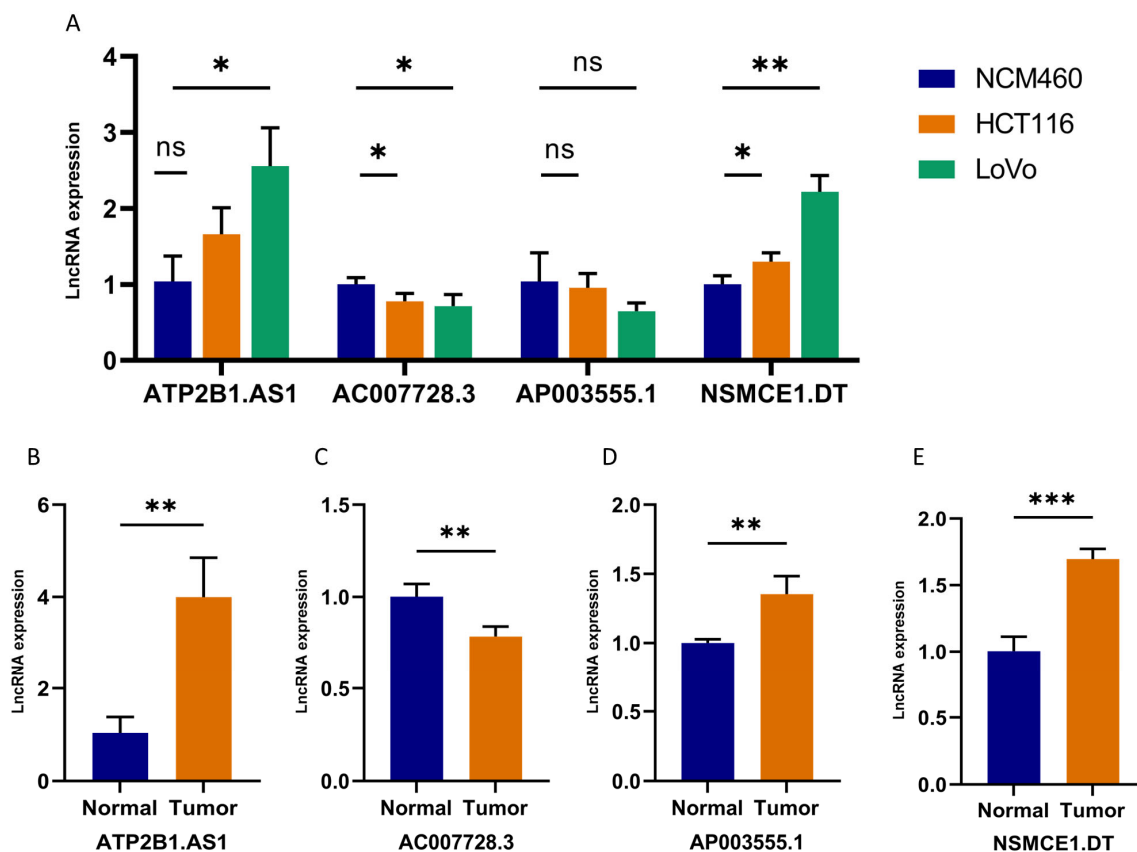 A
4
3
2
1
0
LncRNA expression
* * ns **
ns * ns *
ATP2B1.AS1 AC007728.3 AP003555.1 NSMCE1.DT
NCM460
HCT116
LoVo
B
6
4
2
0
LncRNA expression
**
Normal Tumor
ATP2B1.AS1
C
1.5
1.0
0.5
0.0
LncRNA expression
**
Normal Tumor
AC007728.3
D
2.0
1.5
1.0
0.5
0.0
LncRNA expression
**
Normal Tumor
AP003555.1
E
2.0
1.5
1.0
0.5
0.0
LncRNA expression
***
Normal Tumor
NSMCE1.DT